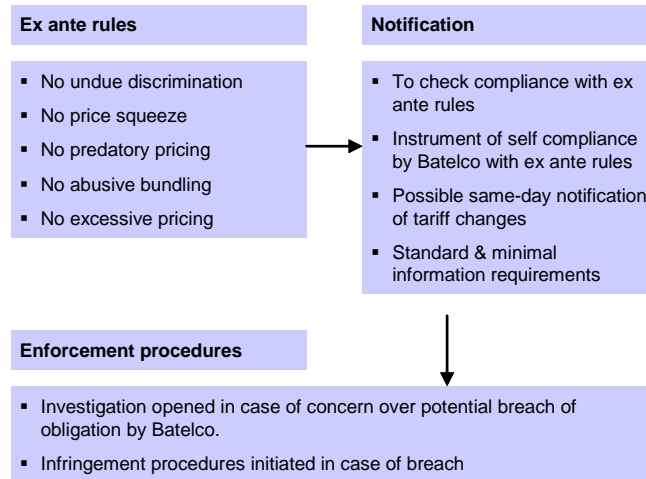 Ex ante rules
▪ No undue discrimination
▪ No price squeeze
▪ No predatory pricing
▪ No abusive bundling
▪ No excessive pricing
Notification
▪ To check compliance with ex
ante rules
▪ Instrument of self compliance
by Batelco with ex ante rules
▪ Possible same-day notification
of tariff changes
▪ Standard & minimal
information requirements
Enforcement procedures
▪ Investigation opened in case of concern over potential breach of
obligation by Batelco.
▪ Infringement procedures initiated in case of breach